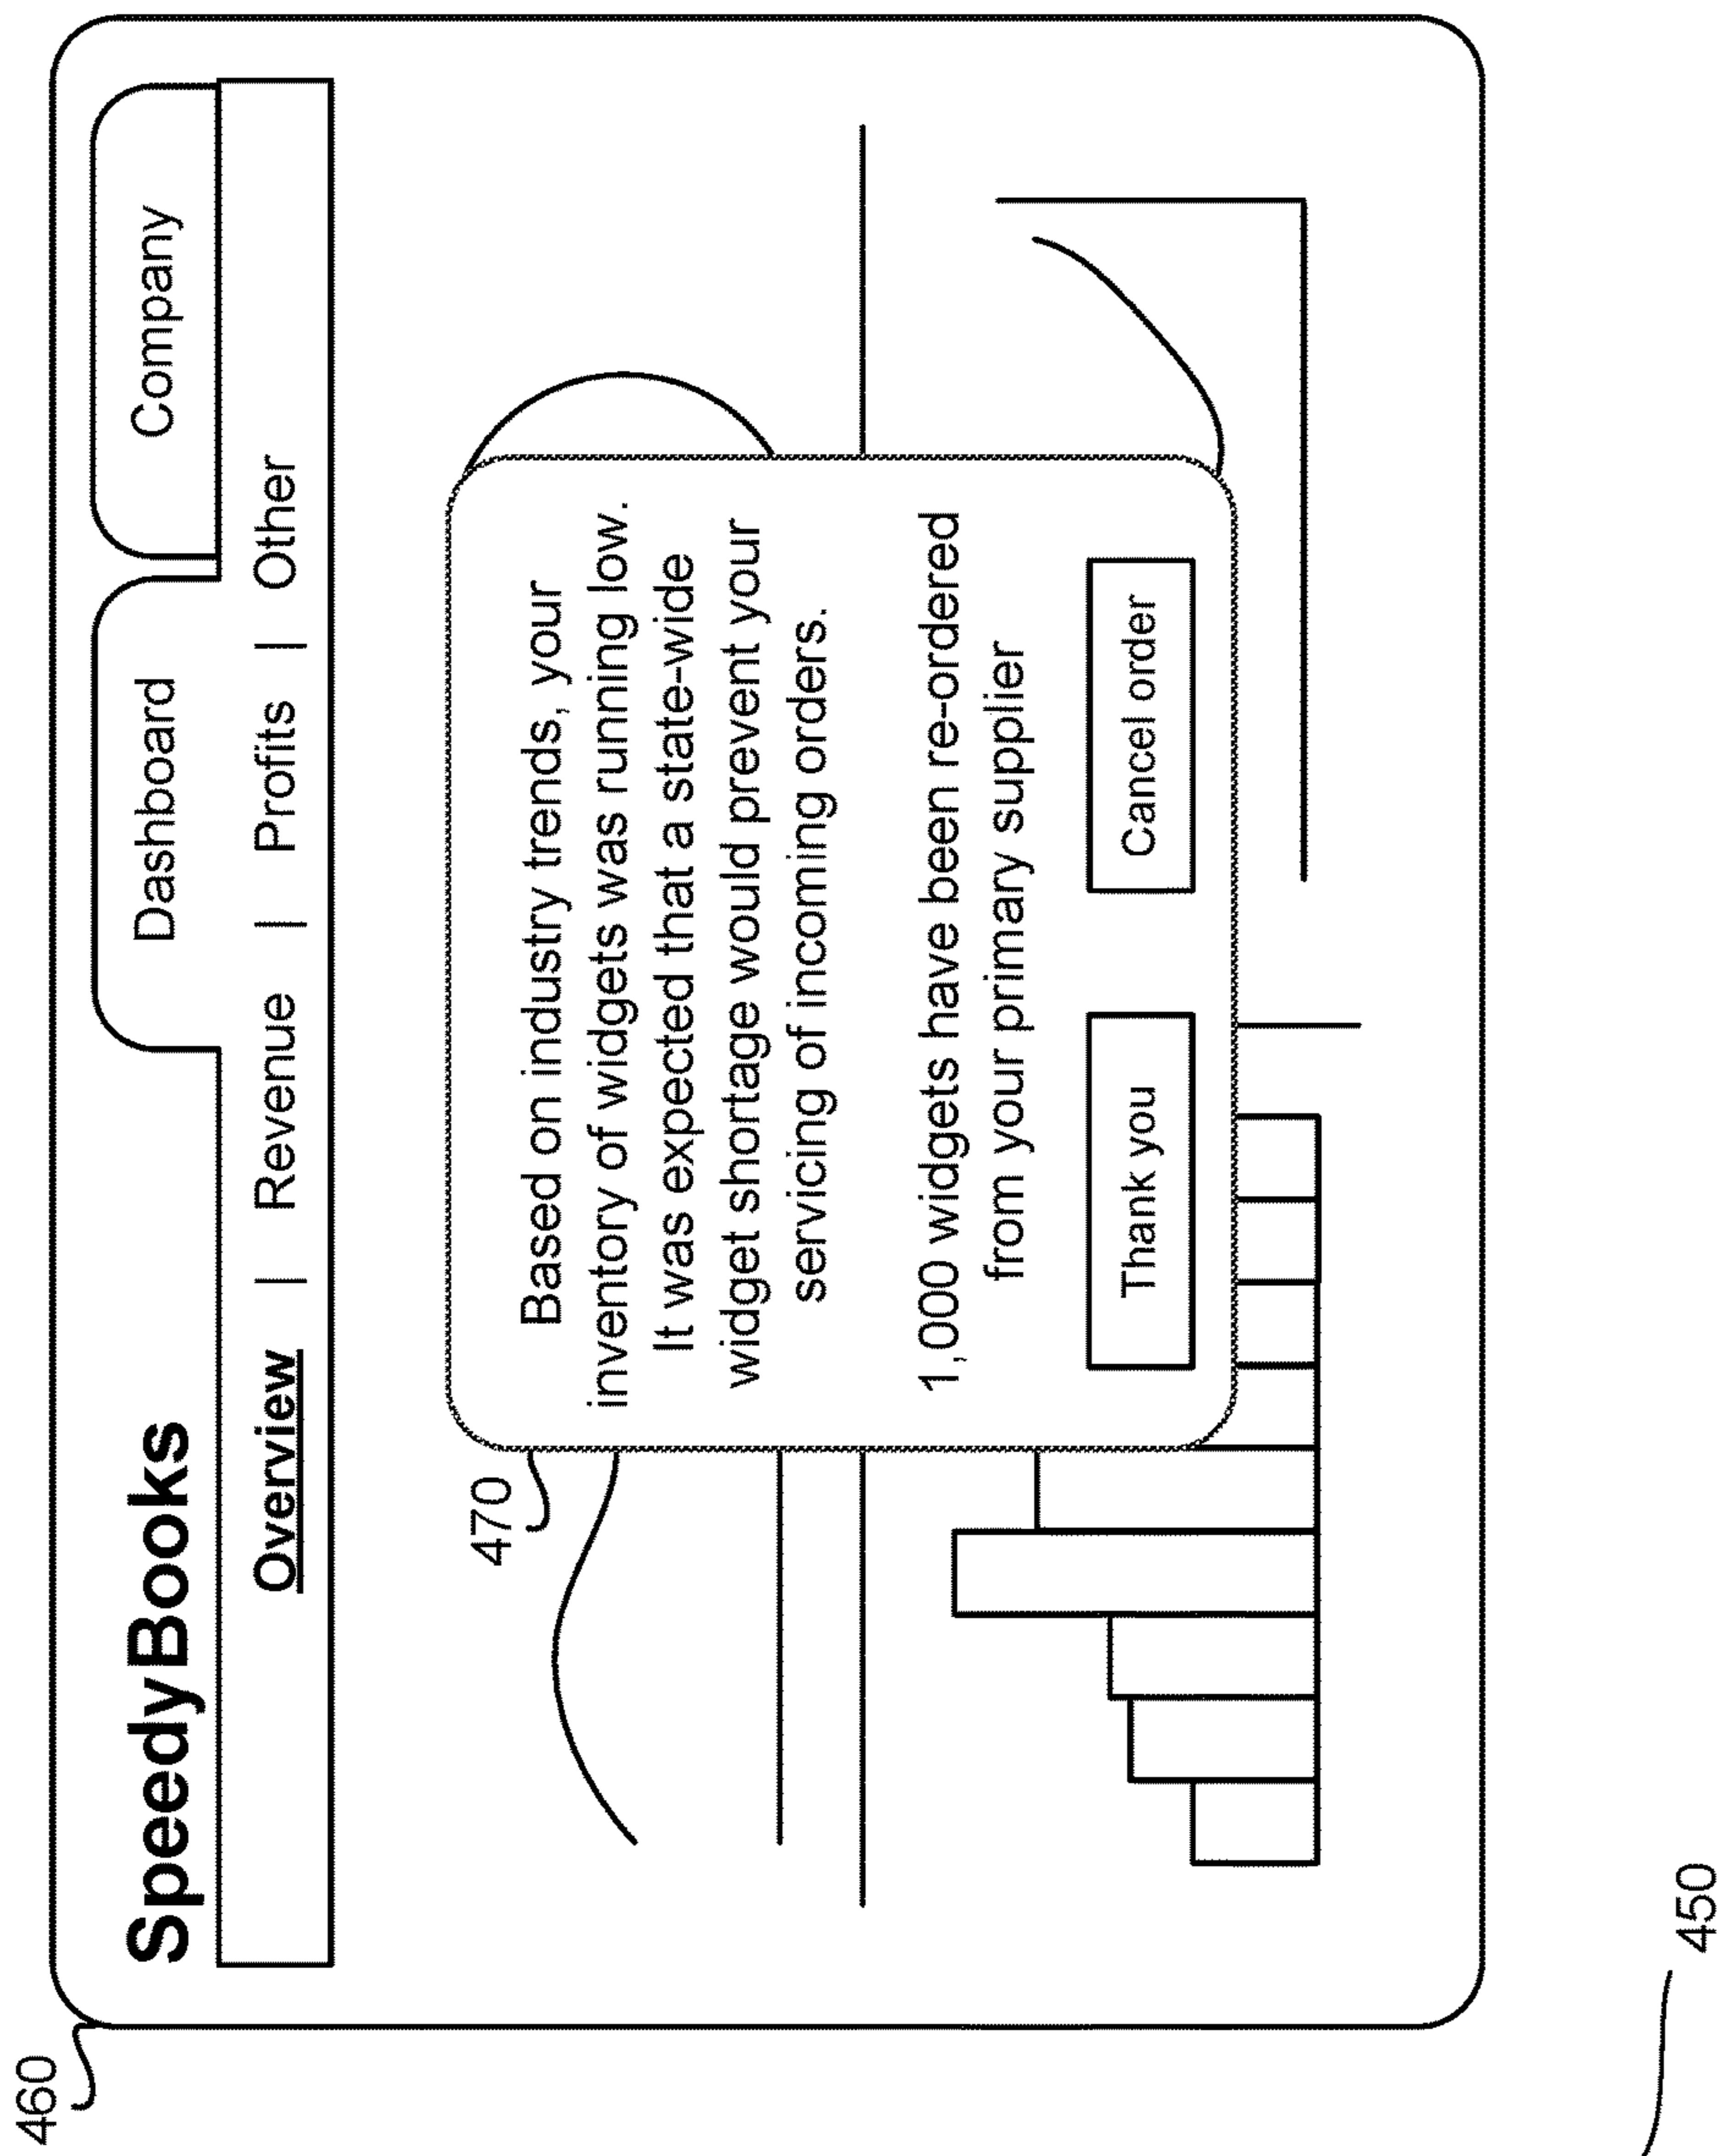 460
SpeedyBooks
Dashboard
Company
Overview | Revenue | Profits | Other
470
Based on industry trends, your
inventory of widgets was running low.
It was expected that a state-wide
widget shortage would prevent your
servicing of incoming orders.
1,000 widgets have been re-ordered
from your primary supplier
Thank you
Cancel order
450